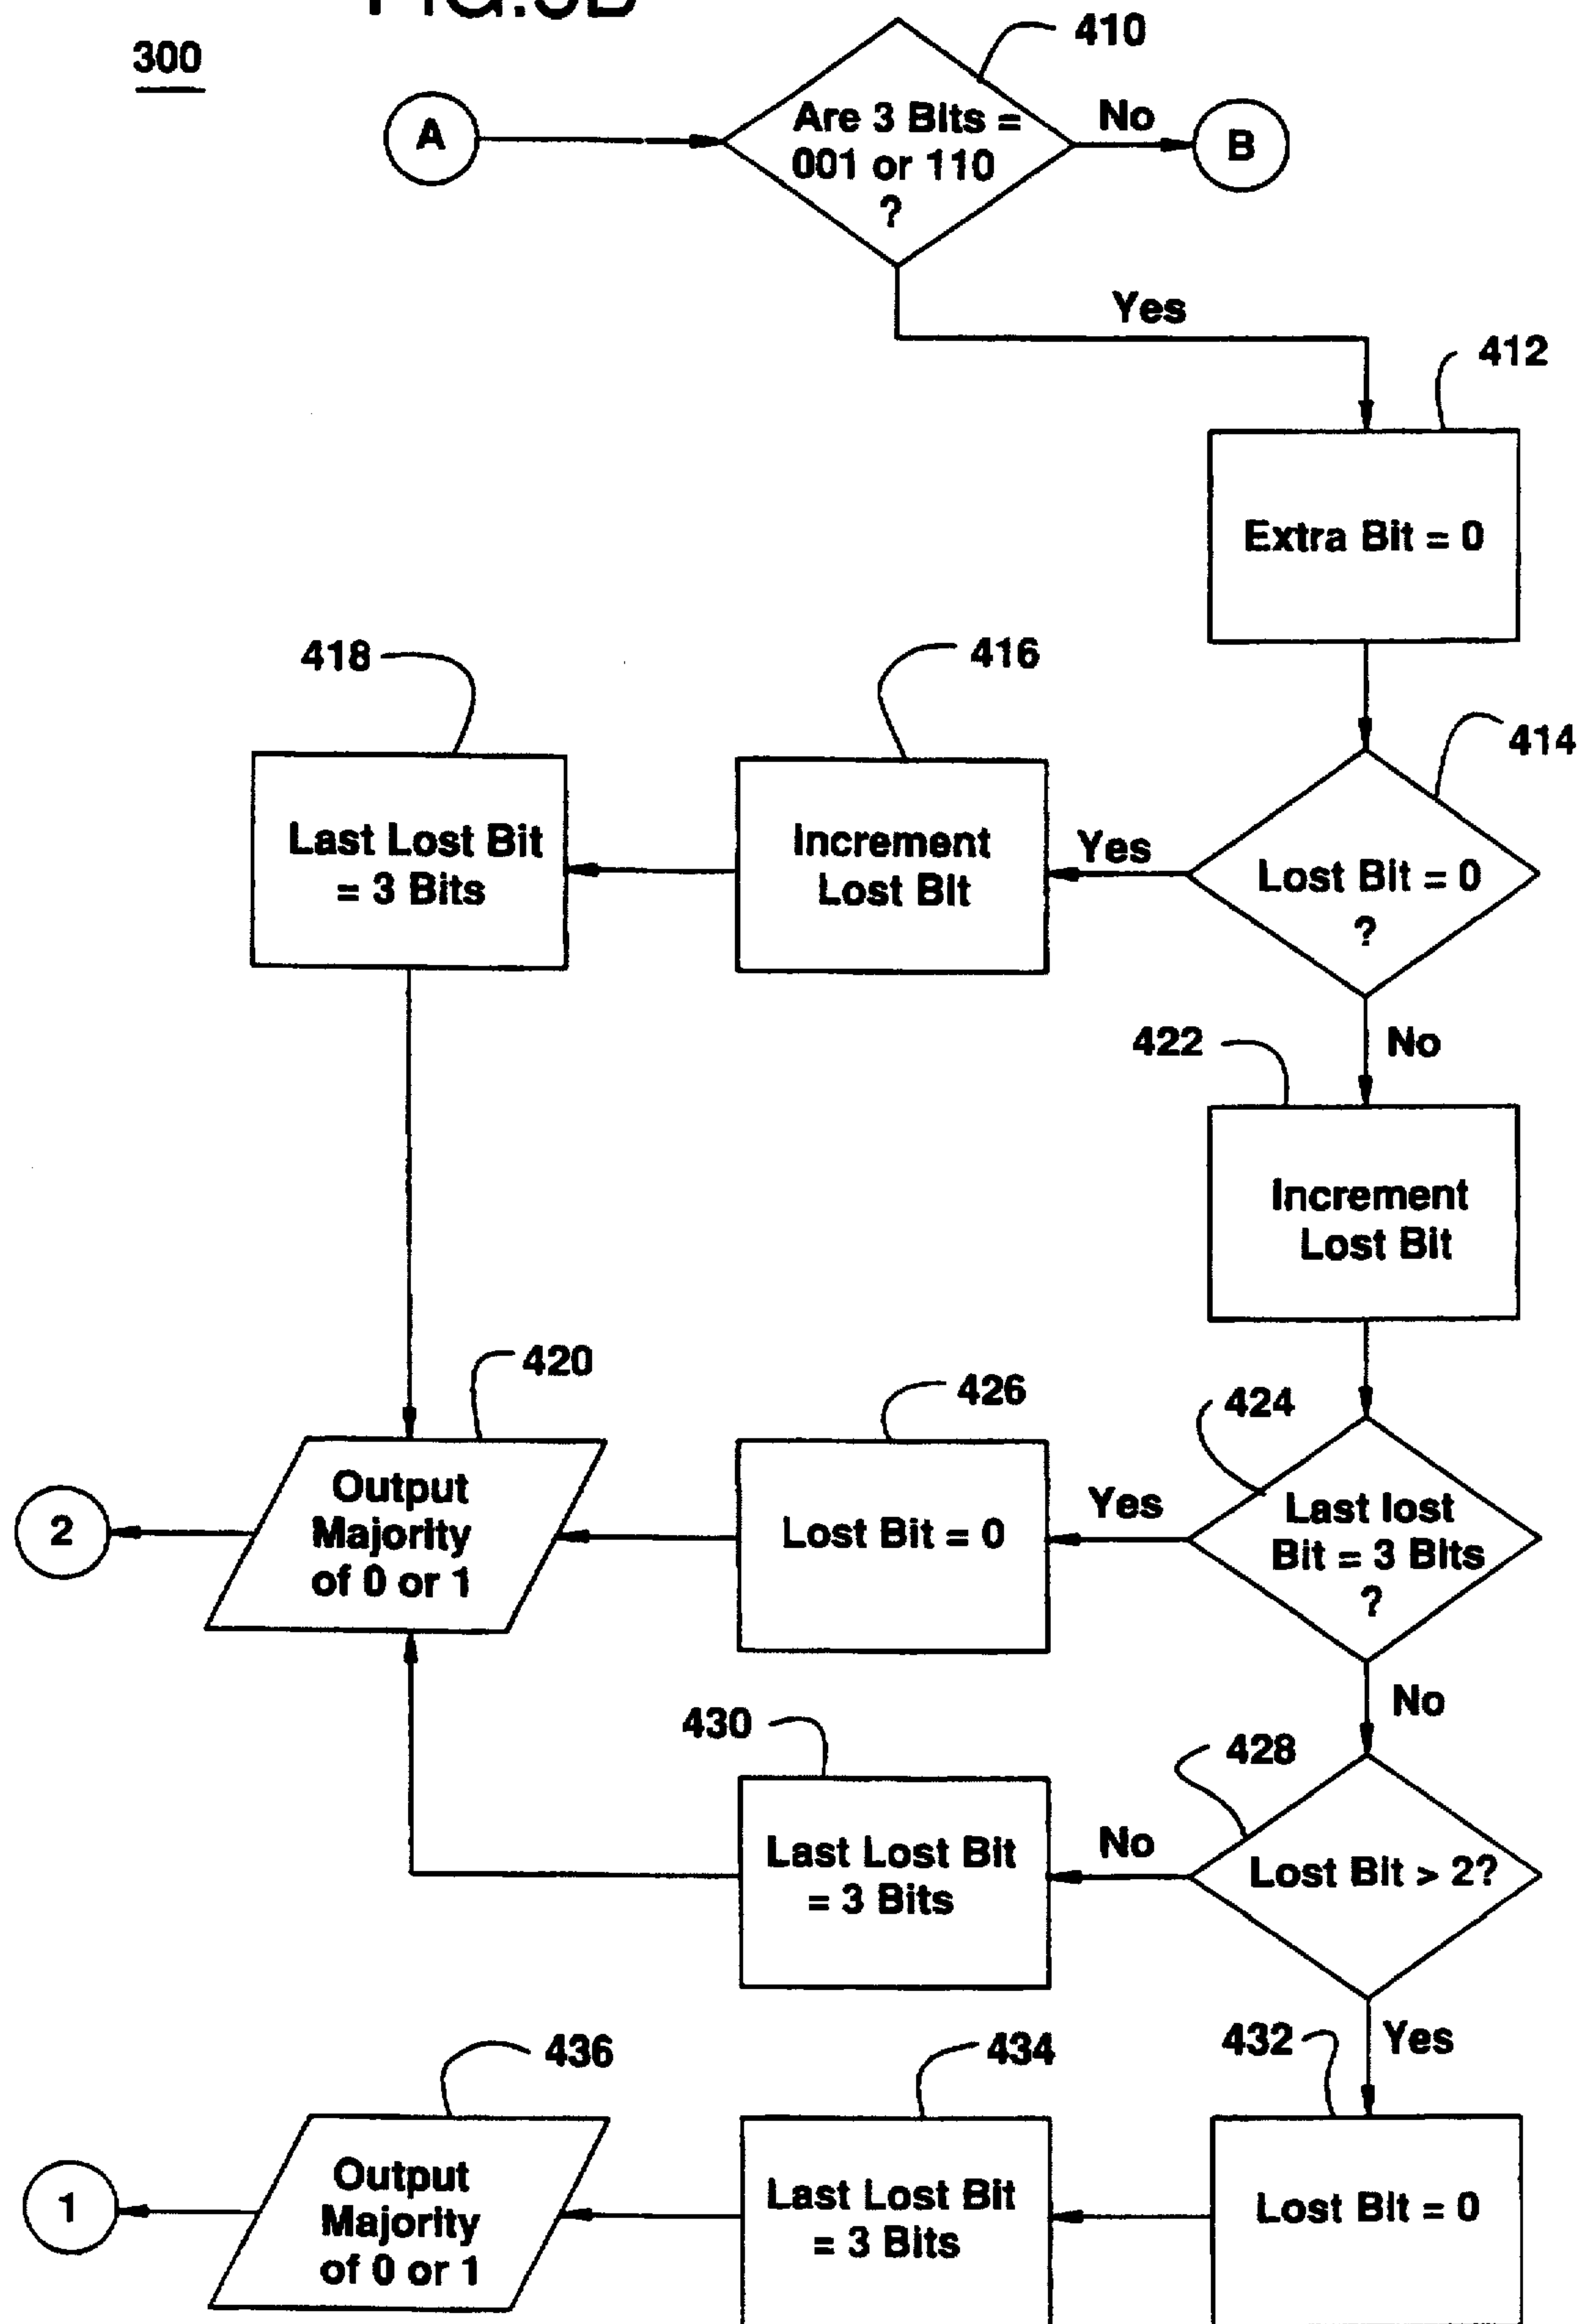 300
410
A
Are 3 Bits =
001 or 110
?
No
B
Yes
412
Extra Bit = 0
418
416
414
Last Lost Bit
= 3 Bits
Increment
Lost Bit
Yes
Lost Bit = 0
?
422
No
Increment
Lost Bit
420
426
424
2
Output
Majority
of 0 or 1
Lost Bit = 0
Yes
Last lost
Bit = 3 Bits
?
No
430
428
Last Lost Bit
= 3 Bits
No
Lost Bit > 2?
436
434
432
Yes
1
Output
Majority
of 0 or 1
Last Lost Bit
= 3 Bits
Lost Bit = 0